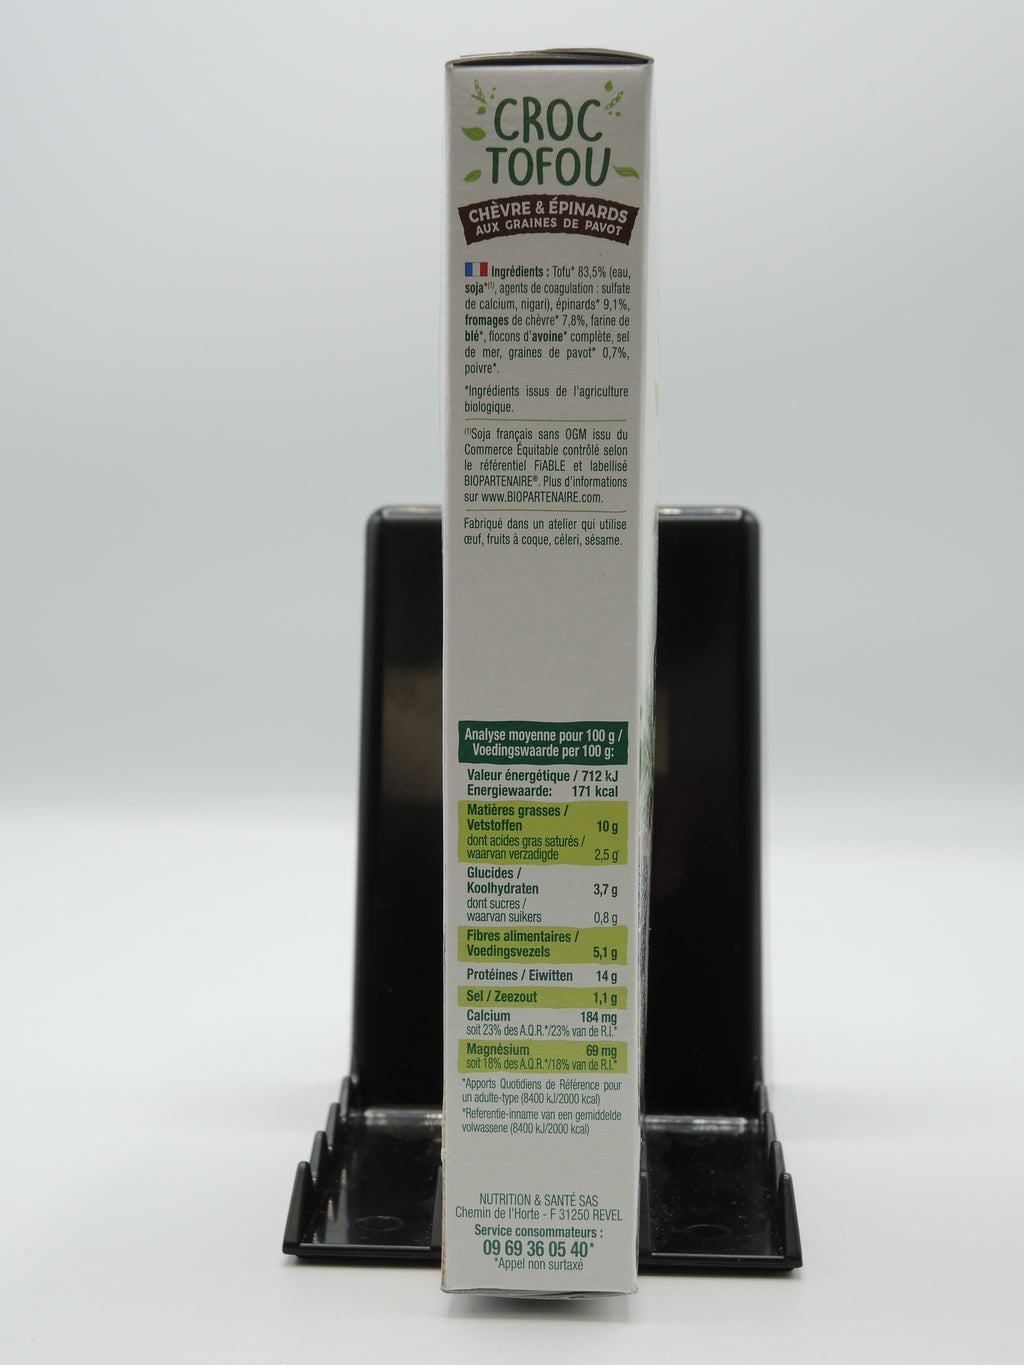 CROC
TOFOU
CHÈVRE & ÉPINARDS
AUX GRAINES DE PAVOT
Ingrédients : Tofu* 83,5% (eau,
soja*⁽¹⁾, agents de coagulation : sulfate
de calcium, nigari), épinards* 9,1%,
fromages de chèvre* 7,8%, farine de
blé*, flocons d'avoine* complète, sel
de mer, graines de pavot* 0,7%,
poivre*.
*Ingrédients issus de l'agriculture
biologique.
⁽¹⁾Soja français sans OGM issu du
Commerce Équitable contrôlé selon
le référentiel FiABLE et labellisé
BIOPARTENAIRE®. Plus d'informations
sur www.BIOPARTENAIRE.com.
Fabriqué dans un atelier qui utilise
œuf, fruits à coque, céleri, sésame.
Analyse moyenne pour 100 g /
Voedingswaarde per 100 g:
Valeur énergétique / 712 kJ
Energiewaarde: 171 kcal
Matières grasses /
Vetstoffen 10 g
dont acides gras saturés /
waarvan verzadigde 2,5 g
Glucides /
Koolhydraten 3,7 g
dont sucres /
waarvan suikers 0,8 g
Fibres alimentaires /
Voedingsvezels 5,1 g
Protéines / Eiwitten 14 g
Sel / Zeezout 1,1 g
Calcium 184 mg
soit 23% des A.Q.R.*/23% van de R.I.*
Magnésium 69 mg
soit 18% des A.Q.R.*/18% van de R.I.*
*Apports Quotidiens de Référence pour
un adulte-type (8400 kJ/2000 kcal)
*Referentie-inname van een gemiddelde
volwassene (8400 kJ/2000 kcal)
NUTRITION & SANTÉ SAS
Chemin de l'Horte - F 31250 REVEL
Service consommateurs :
09 69 36 05 40*
*Appel non surtaxé